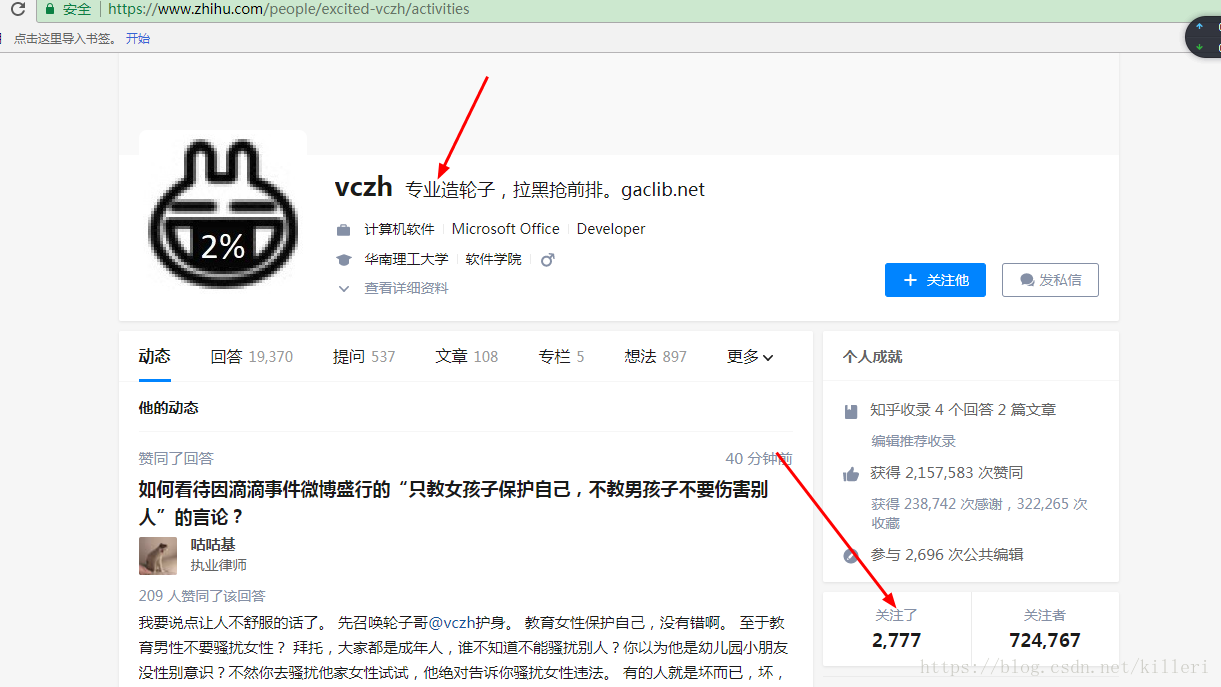 安全 https://www.zhihu.com/people/excited-vczh/activities
点击这里导入书签。 开始
vczh 专业造轮子，拉黑抢前排。gaclib.net
计算机软件 Microsoft Office Developer
华南理工大学 软件学院
查看详细资料
2%
关注他 发私信
动态 回答 19,370 提问 537 文章 108 专栏 5 想法 897 更多
他的动态
赞同了回答 40 分钟前
如何看待因滴滴事件微博盛行的“只教女孩子保护自己，不教男孩子不要伤害别
人”的言论？
咕咕基
执业律师
209 人赞同了该回答
我要说点让人不舒服的话了。 先召唤轮子哥@vczh护身。 教育女性保护自己，没有错啊。 至于教
育男性不要骚扰女性？ 拜托，大家都是成年人，谁不知道不能骚扰别人？你以为他是幼儿园小朋友
没性别意识？不然你去骚扰他家女性试试，他绝对告诉你骚扰女性违法。 有的人就是坏而已，坏，
个人成就
知乎收录 4 个回答 2 篇文章
编辑推荐收录
获得 2,157,583 次赞同
获得 238,742 次感谢，322,265 次
收藏
参与 2,696 次公共编辑
关注了 关注者
2,777 724,767
https://blog.csdn.net/killeri